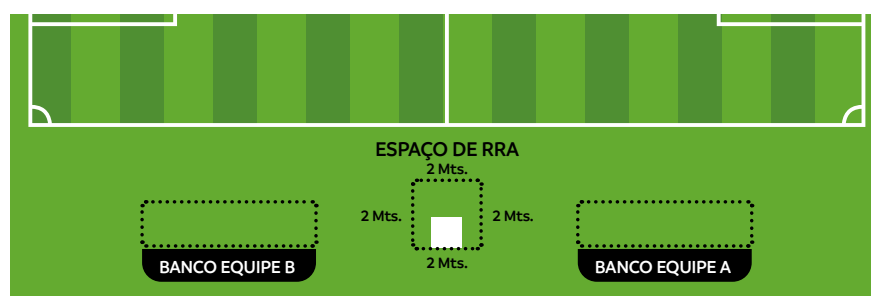 ESPAÇO DE RRA
2 Mts.
2 Mts.
2 Mts.
2 Mts.
BANCO EQUIPE B
BANCO EQUIPE A